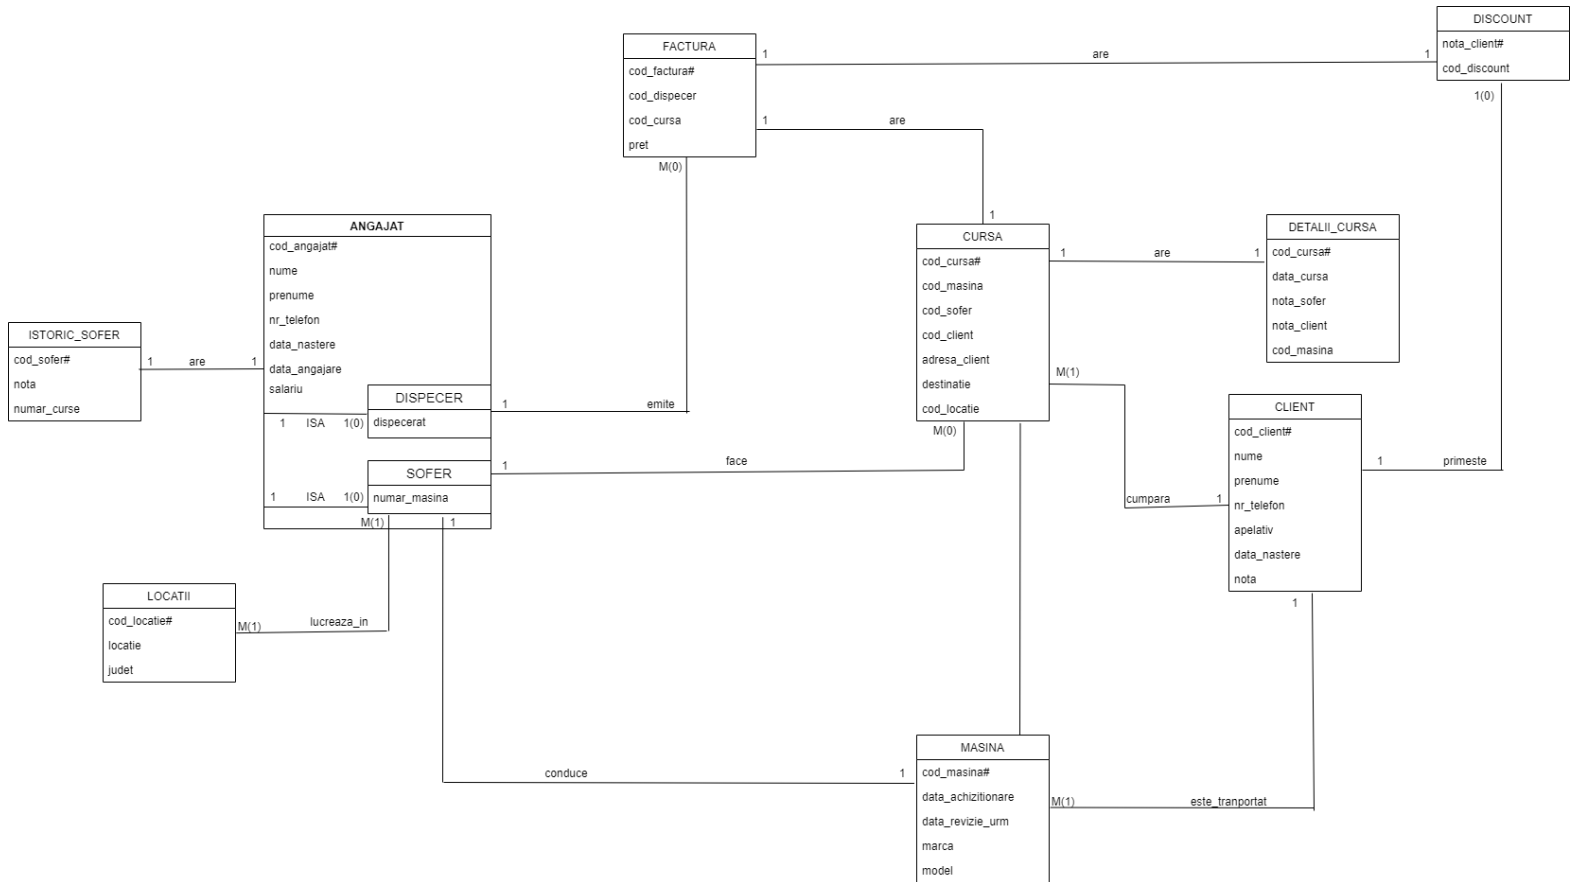 DISCOUNT
nota_client#
cod_discount
1(0)
FACTURA
cod_factura#
cod_dispecer
cod_cursa
pret
M(0)
1
are
1
1
are
1
ANGAJAT
cod_angajat#
nume
prenume
nr_telefon
data_nastere
data_angajare
salariu
DISPECER
dispecerat
1 ISA 1(0)
SOFER
numar_masina
1 ISA 1(0)
M(1)
1
ISTORIC_SOFER
cod_sofer#
nota
numar_curse
1
are
1
1
emite
1
face
CURSA
cod_cursa#
cod_masina
cod_sofer
cod_client
adresa_client
destinatie
cod_locatie
M(0)
1
are
1
DETALII_CURSA
cod_cursa#
data_cursa
nota_sofer
nota_client
cod_masina
M(1)
cumpara
1
CLIENT
cod_client#
nume
prenume
nr_telefon
apelativ
data_nastere
nota
1
1
primeste
LOCATII
cod_locatie#
locatie
judet
M(1)
lucreaza_in
conduce
1
MASINA
cod_masina#
data_achizitionare
data_revizie_urm
marca
model
M(1)
este_tranportat